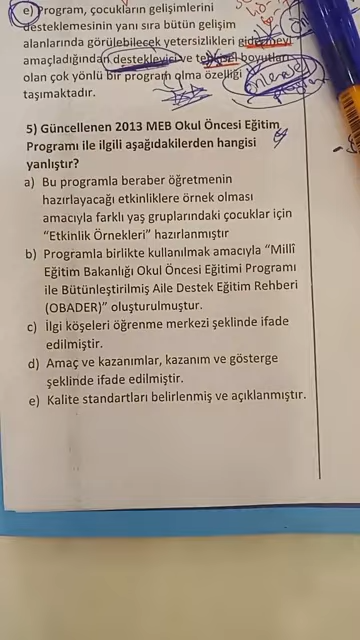 e) Program, çocukların gelişimlerini
desteklemesinin yanı sıra bütün gelişim
alanlarında görülebilecek yetersizlikleri gidermeyi
amaçladığından destekleyici ve boyutları
olan çok yönlü bir program olma özelliği
taşımaktadır.
önleyici
5) Güncellenen 2013 MEB Okul Öncesi Eğitim
Programı ile ilgili aşağıdakilerden hangisi
yanlıştır?
a) Bu programla beraber öğretmenin
hazırlayacağı etkinliklere örnek olması
amacıyla farklı yaş gruplarındaki çocuklar için
“Etkinlik Örnekleri” hazırlanmıştır
b) Programla birlikte kullanılmak amacıyla “Millî
Eğitim Bakanlığı Okul Öncesi Eğitimi Programı
ile Bütünleştirilmiş Aile Destek Eğitim Rehberi
(OBADER)” oluşturulmuştur.
c) İlgi köşeleri öğrenme merkezi şeklinde ifade
edilmiştir.
d) Amaç ve kazanımlar, kazanım ve gösterge
şeklinde ifade edilmiştir.
e) Kalite standartları belirlenmiş ve açıklanmıştır.